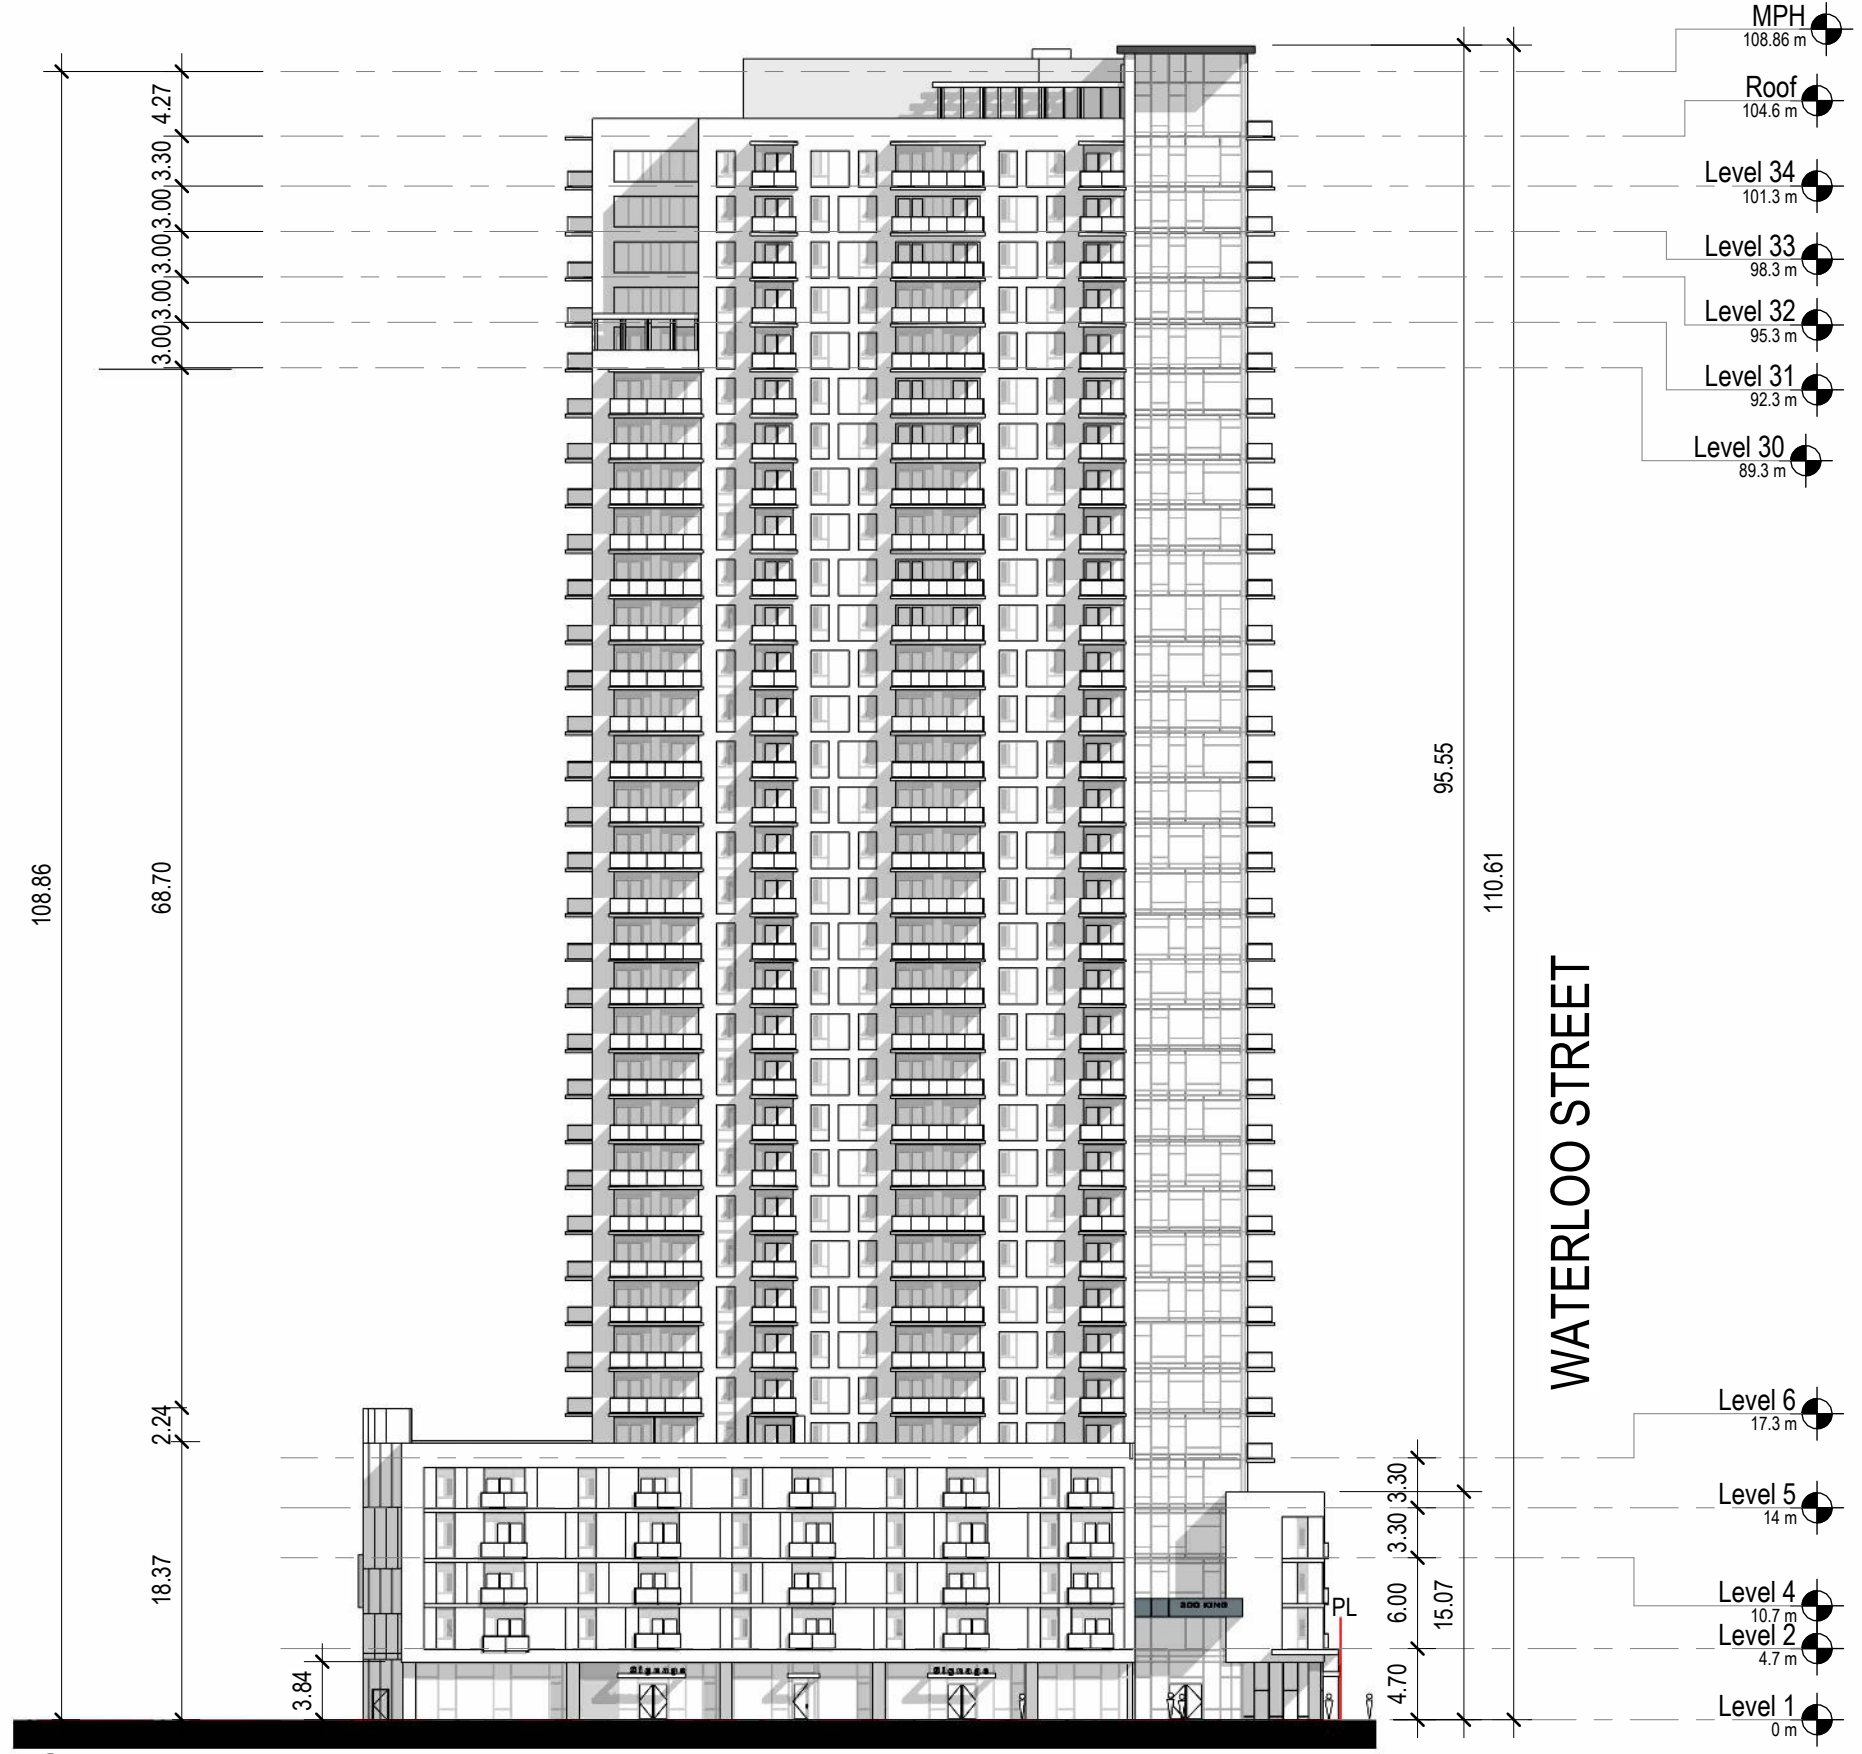 MPH
108.86 m
Roof
104.6 m
Level 34
101.3 m
Level 33
98.3 m
Level 32
95.3 m
Level 31
92.3 m
Level 30
89.3 m
4.27
3.30
3.00
3.00
3.00
3.00
108.86
68.70
2.24
18.37
3.84
95.55
110.61
WATERLOO STREET
Level 6
17.3 m
Level 5
14 m
Level 4
10.7 m
Level 2
4.7 m
Level 1
0 m
3.30
3.30
6.00
15.07
4.70
PL
200 KING
Signage
Signage